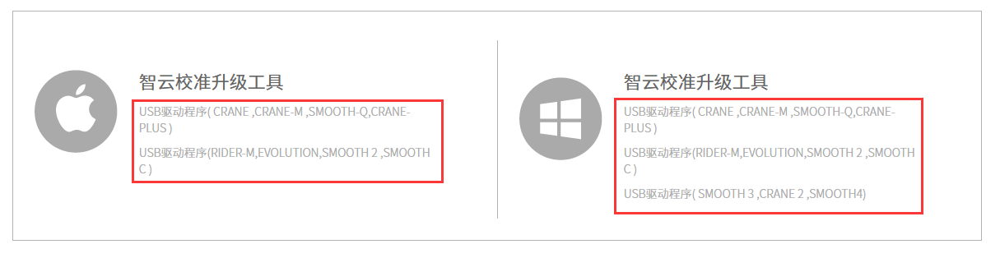 智云校准升级工具
USB驱动程序( CRANE ,CRANE-M ,SMOOTH-Q,CRANE-
PLUS )
USB驱动程序(RIDER-M,EVOLUTION,SMOOTH 2 ,SMOOTH
C )
智云校准升级工具
USB驱动程序( CRANE ,CRANE-M ,SMOOTH-Q,CRANE-
PLUS )
USB驱动程序(RIDER-M,EVOLUTION,SMOOTH 2 ,SMOOTH
C )
USB驱动程序( SMOOTH 3 ,CRANE 2 ,SMOOTH4)